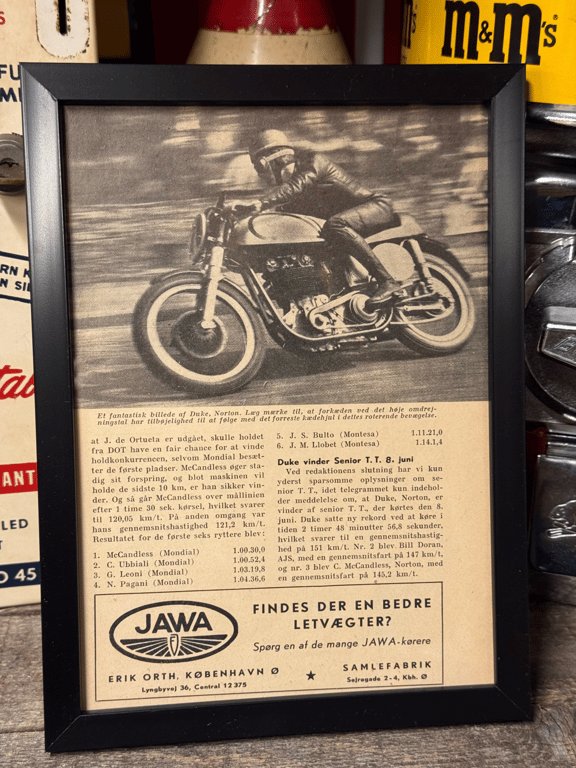 m&m's
Et fantastisk billede af Duke, Norton. Læg mærke til, at forkæden ved det høje omdrej-
ningstal har tilbøjelighed til at følge med det forreste kædehjul i dettes roterende bevægelse.
at J. de Ortueta er udgået, skulle holdet
fra DOT have en fair chance for at vinde
holdkonkurrencen, selvom Mondial besæt-
ter de første pladser. McCandless øger sta-
dig sit forspring, og blot maskinen vil
holde de sidste 10 km, er han sikker vin-
der. Og så går McCandless over mållinien
efter 1 time 30 sek. kørsel, hvilket svarer
til 120,05 km/t. På anden omgang var
hans gennemsnitshastighed 121,2 km/t.
Resultatet for de første seks ryttere blev:
1. McCandless (Mondial) 1.00.30,0
2. C. Ubbiali (Mondial) 1.00.52,4
3. G. Leoni (Mondial) 1.03.19,8
4. N. Pagani (Mondial) 1.04.36,6
5. J. S. Bulto (Montesa) 1.11.21,0
6. J. M. Llobet (Montesa) 1.14.1,4
Duke vinder Senior T. T. 8. juni
Ved redaktionens slutning har vi kun
yderst sparsomme oplysninger om se-
nior T. T., idet telegrammet kun indehol-
der meddelelse om, at Duke, Norton, er
vinder af senior T. T., der kørtes den 8.
juni. Duke satte ny rekord ved at køre i
tiden 2 timer 48 minutter 56,8 sekunder,
hvilket svarer til en gennemsnitshastig-
hed på 151 km/t. Nr. 2 blev Bill Doran,
AJS, med en gennemsnitsfart på 147 km/t,
og nr. 3 blev C. McCandless, Norton, med
en gennemsnitsfart på 145,2 km/t.
JAWA
FINDES DER EN BEDRE
LETVÆGTER?
Spørg en af de mange JAWA-kørere
ERIK ORTH, KØBENHAVN Ø
Lyngbyvej 36, Central 12 375
SAMLEFABRIK
Sejrøgade 2-4, Kbh. Ø